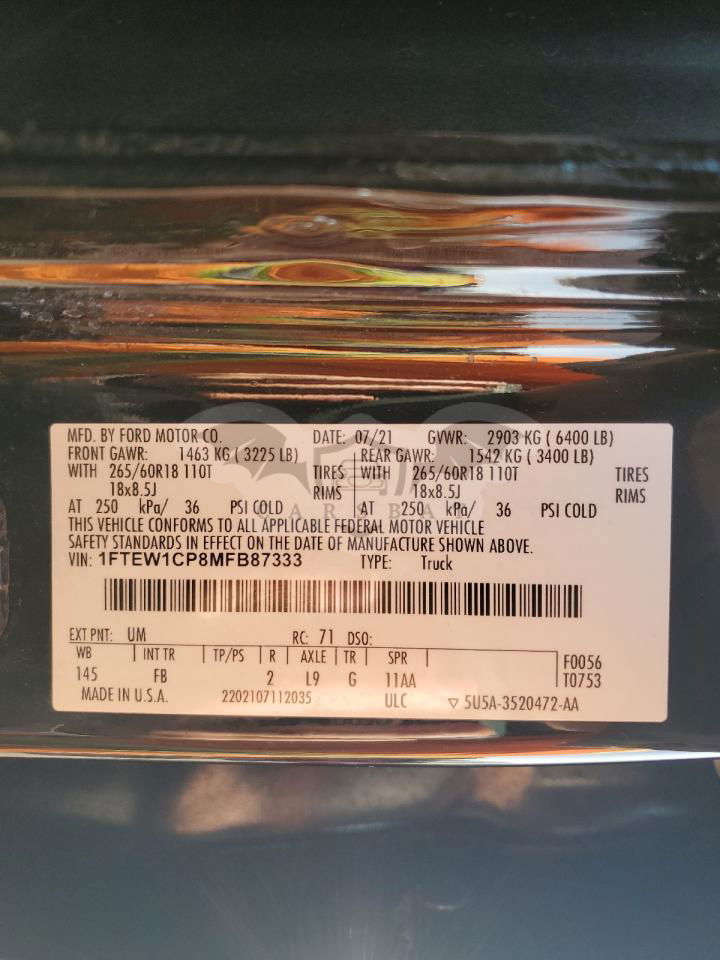 MFD. BY FORD MOTOR CO. DATE: 07/21 GVWR: 2903 KG ( 6400 LB)
FRONT GAWR: 1463 KG ( 3225 LB) REAR GAWR: 1542 KG ( 3400 LB)
WITH 265/60R18 110T TIRES WITH 265/60R18 110T TIRES
18x8.5J RIMS 18x8.5J RIMS
AT 250 kPa/ 36 PSI COLD AT 250 kPa/ 36 PSI COLD
THIS VEHICLE CONFORMS TO ALL APPLICABLE FEDERAL MOTOR VEHICLE
SAFETY STANDARDS IN EFFECT ON THE DATE OF MANUFACTURE SHOWN ABOVE.
VIN: 1FTEW1CP8MFB87333 TYPE: Truck
EXT PNT: UM RC: 71 DSO:
WB INT TR TP/PS R AXLE TR SPR F0056
145 FB 2 L9 G 11AA T0753
MADE IN U.S.A. 2202107112035 ULC ▽ 5U5A-3520472-AA